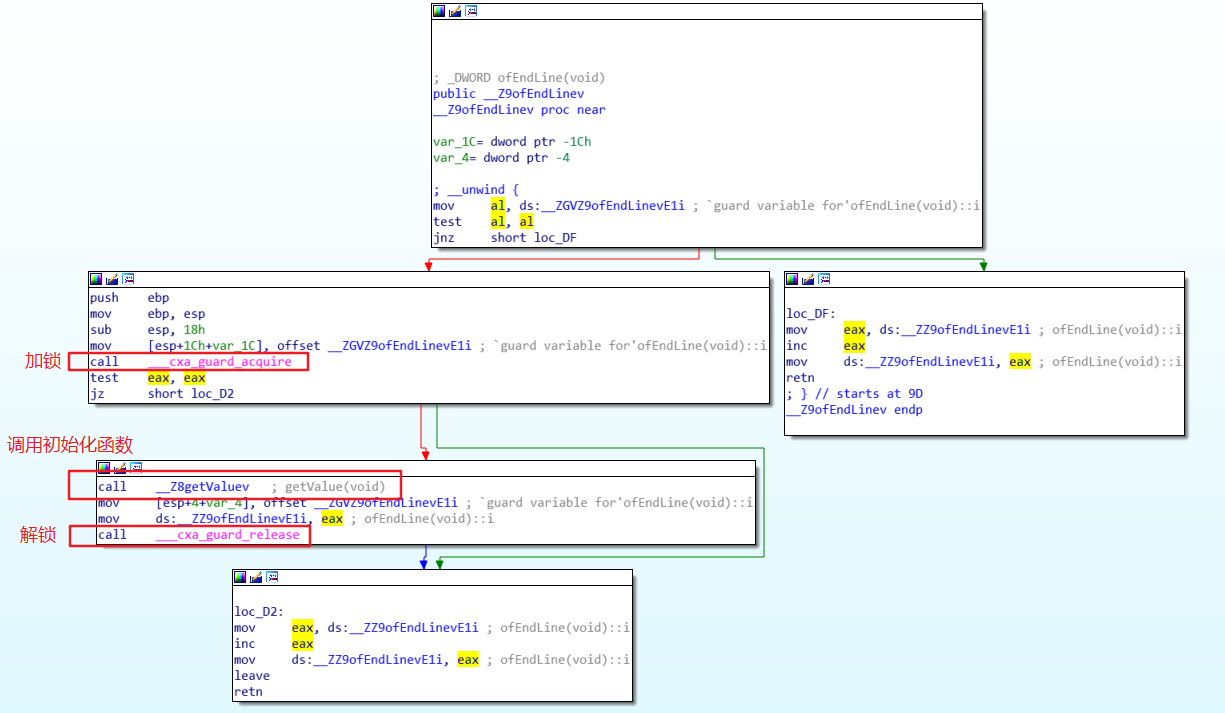 ; _DWORD ofEndLine(void)
public __Z9ofEndLinev
__Z9ofEndLinev proc near
var_1C= dword ptr -1Ch
var_4= dword ptr -4
; __unwind {
mov al, ds:__ZGVZ9ofEndLinevE1i ; `guard variable for'ofEndLine(void)::i
test al, al
jnz short loc_DF
push ebp
mov ebp, esp
sub esp, 18h
mov [esp+1Ch+var_1C], offset __ZGVZ9ofEndLinevE1i ; `guard variable for'ofEndLine(void)::i
加锁
call ___cxa_guard_acquire
test eax, eax
jz short loc_D2
loc_DF:
mov eax, ds:__ZZ9ofEndLinevE1i ; ofEndLine(void)::i
inc eax
mov ds:__ZZ9ofEndLinevE1i, eax ; ofEndLine(void)::i
retn
; } // starts at 9D
__Z9ofEndLinev endp
调用初始化函数
call __Z8getValuev ; getValue(void)
mov [esp+4+var_4], offset __ZGVZ9ofEndLinevE1i ; `guard variable for'ofEndLine(void)::i
mov ds:__ZZ9ofEndLinevE1i, eax ; ofEndLine(void)::i
解锁
call ___cxa_guard_release
loc_D2:
mov eax, ds:__ZZ9ofEndLinevE1i ; ofEndLine(void)::i
inc eax
mov ds:__ZZ9ofEndLinevE1i, eax ; ofEndLine(void)::i
leave
retn